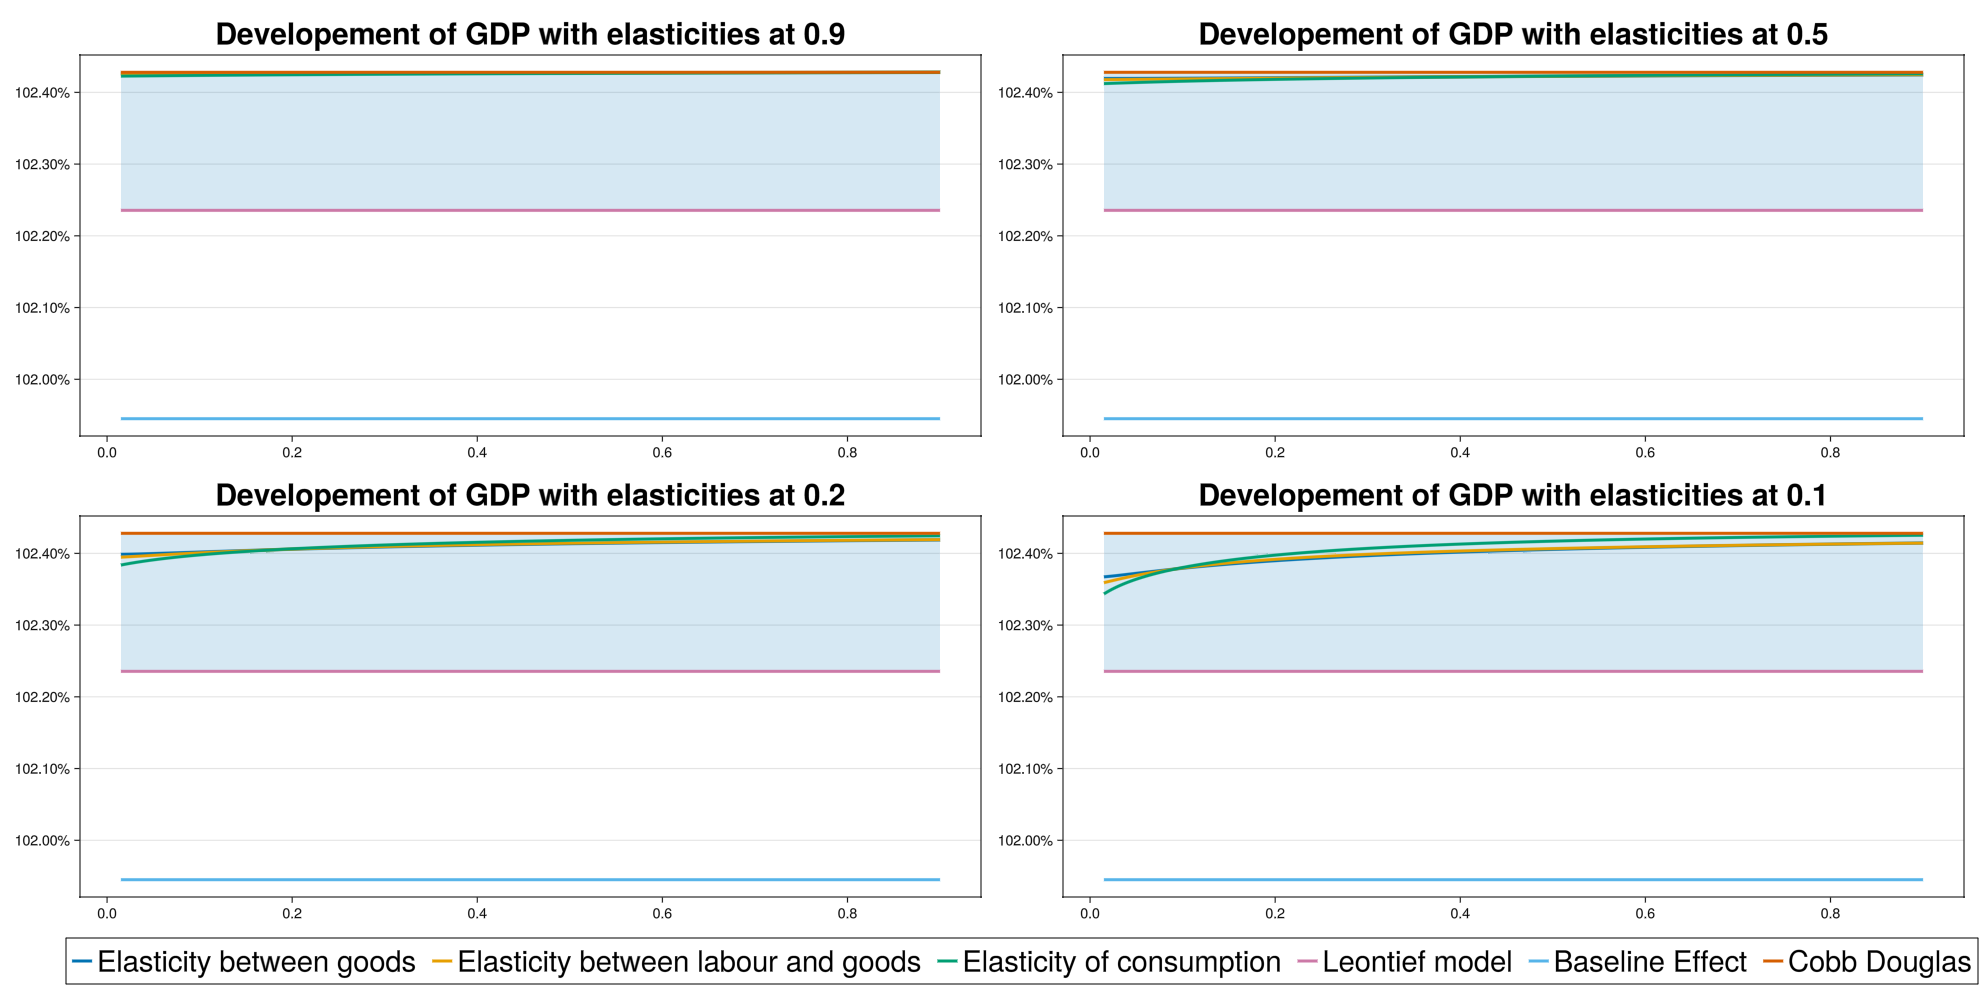 Developement of GDP with elasticities at 0.9
102.40%
102.30%
102.20%
102.10%
102.00%
0.0 0.2 0.4 0.6 0.8
Developement of GDP with elasticities at 0.5
102.40%
102.30%
102.20%
102.10%
102.00%
0.0 0.2 0.4 0.6 0.8
Developement of GDP with elasticities at 0.2
102.40%
102.30%
102.20%
102.10%
102.00%
0.0 0.2 0.4 0.6 0.8
Developement of GDP with elasticities at 0.1
102.40%
102.30%
102.20%
102.10%
102.00%
0.0 0.2 0.4 0.6 0.8
Elasticity between goods Elasticity between labour and goods Elasticity of consumption Leontief model Baseline Effect Cobb Douglas